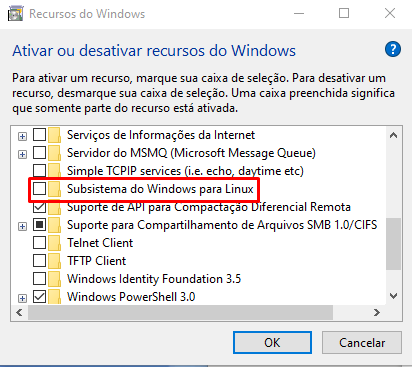 Recursos do Windows
Ativar ou desativar recursos do Windows
Para ativar um recurso, marque sua caixa de seleção. Para desativar um
recurso, desmarque sua caixa de seleção. Uma caixa preenchida significa
que somente parte do recurso está ativada.
Serviços de Informações da Internet
Servidor do MSMQ (Microsoft Message Queue)
Simple TCPIP services (i.e. echo, daytime etc)
Subsistema do Windows para Linux
Suporte de API para Compactação Diferencial Remota
Suporte para Compartilhamento de Arquivos SMB 1.0/CIFS
Telnet Client
TFTP Client
Windows Identity Foundation 3.5
Windows PowerShell 3.0
OK
Cancelar